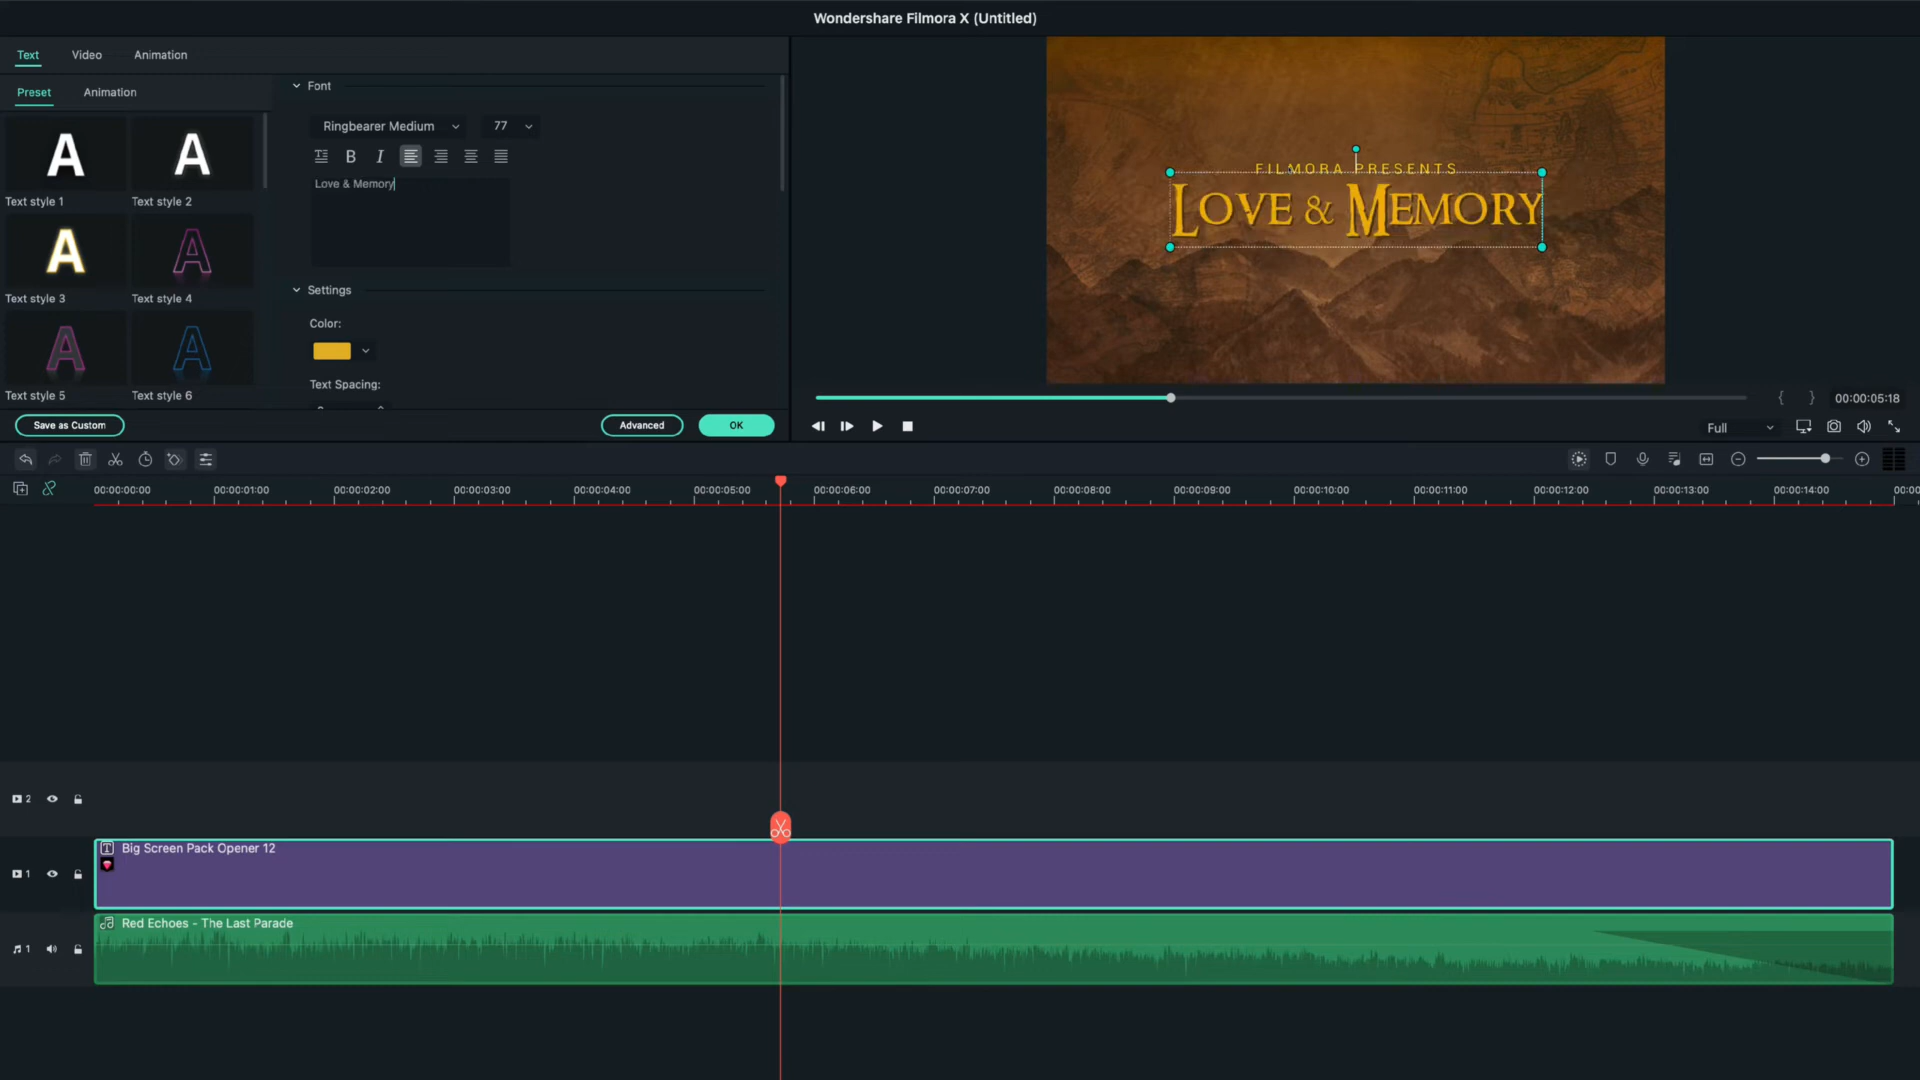 Wondershare Filmora X (Untitled)
Text Video Animation
Preset Animation
Font
Ringbearer Medium 77
B I
Love & Memory
A A
Text style 1 Text style 2
A A
Text style 3 Text style 4
A A
Text style 5 Text style 6
Settings
Color:
Text Spacing:
Save as Custom Advanced OK
FILMORA PRESENTS
LOVE & MEMORY
{ } 00:00:05:18
Full
00:00:00:00 00:00:01:00 00:00:02:00 00:00:03:00 00:00:04:00 00:00:05:00 00:00:06:00 00:00:07:00 00:00:08:00 00:00:09:00 00:00:10:00 00:00:11:00 00:00:12:00 00:00:13:00 00:00:14:00 00:00
2
T Big Screen Pack Opener 12
1
Red Echoes - The Last Parade
1